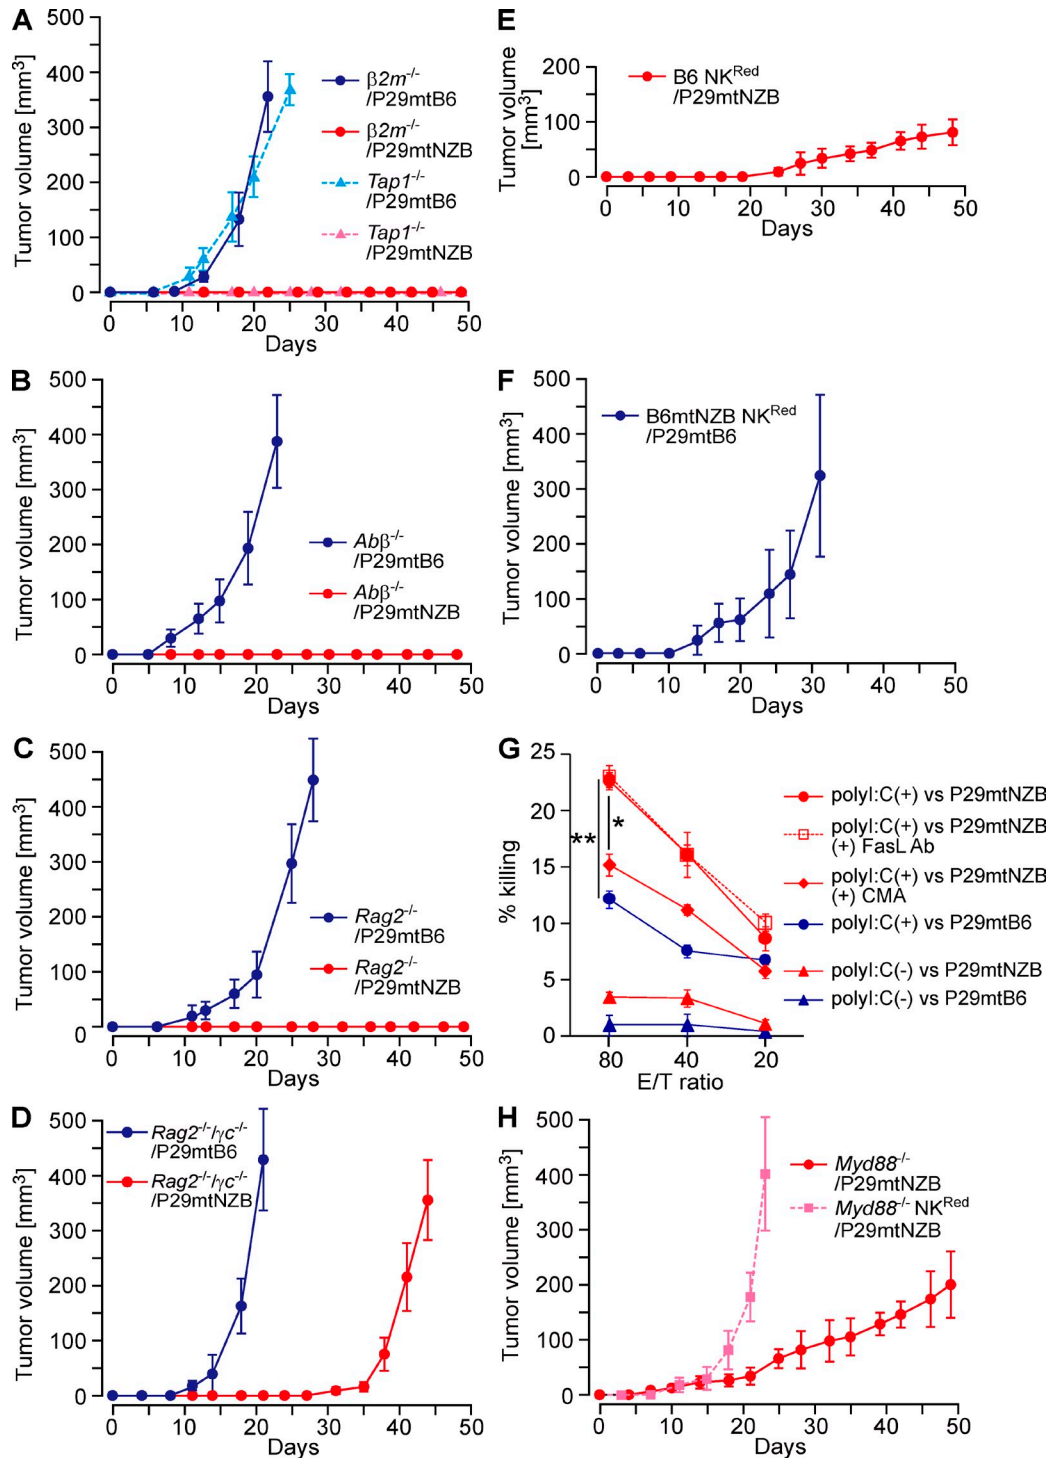 A
Tumor volume [mm³]
500
400
300
200
100
0
0 10 20 30 40 50
Days
β2m-/-
/P29mtB6
β2m-/-
/P29mtNZB
Tap1-/-
/P29mtB6
Tap1-/-
/P29mtNZB
E
Tumor volume
[mm³]
200
100
0
0 10 20 30 40 50
Days
B6 NKRed
/P29mtNZB
B
Tumor volume [mm³]
500
400
300
200
100
0
0 10 20 30 40 50
Days
Abβ-/-
/P29mtB6
Abβ-/-
/P29mtNZB
F
Tumor volume [mm³]
500
400
300
200
100
0
0 10 20 30 40 50
Days
B6mtNZB NKRed
/P29mtB6
C
Tumor volume [mm³]
500
400
300
200
100
0
0 10 20 30 40 50
Days
Rag2-/-
/P29mtB6
Rag2-/-
/P29mtNZB
G
% killing
25
20
15
10
5
0
80 40 20
E/T ratio
**
*
polyI:C(+) vs P29mtNZB
polyI:C(+) vs P29mtNZB
(+) FasL Ab
polyI:C(+) vs P29mtNZB
(+) CMA
polyI:C(+) vs P29mtB6
polyI:C(-) vs P29mtNZB
polyI:C(-) vs P29mtB6
D
Tumor volume [mm³]
500
400
300
200
100
0
0 10 20 30 40 50
Days
Rag2-/-/γc-/-
/P29mtB6
Rag2-/-/γc-/-
/P29mtNZB
H
Tumor volume [mm³]
500
400
300
200
100
0
0 10 20 30 40 50
Days
Myd88-/-
/P29mtNZB
Myd88-/- NKRed
/P29mtNZB